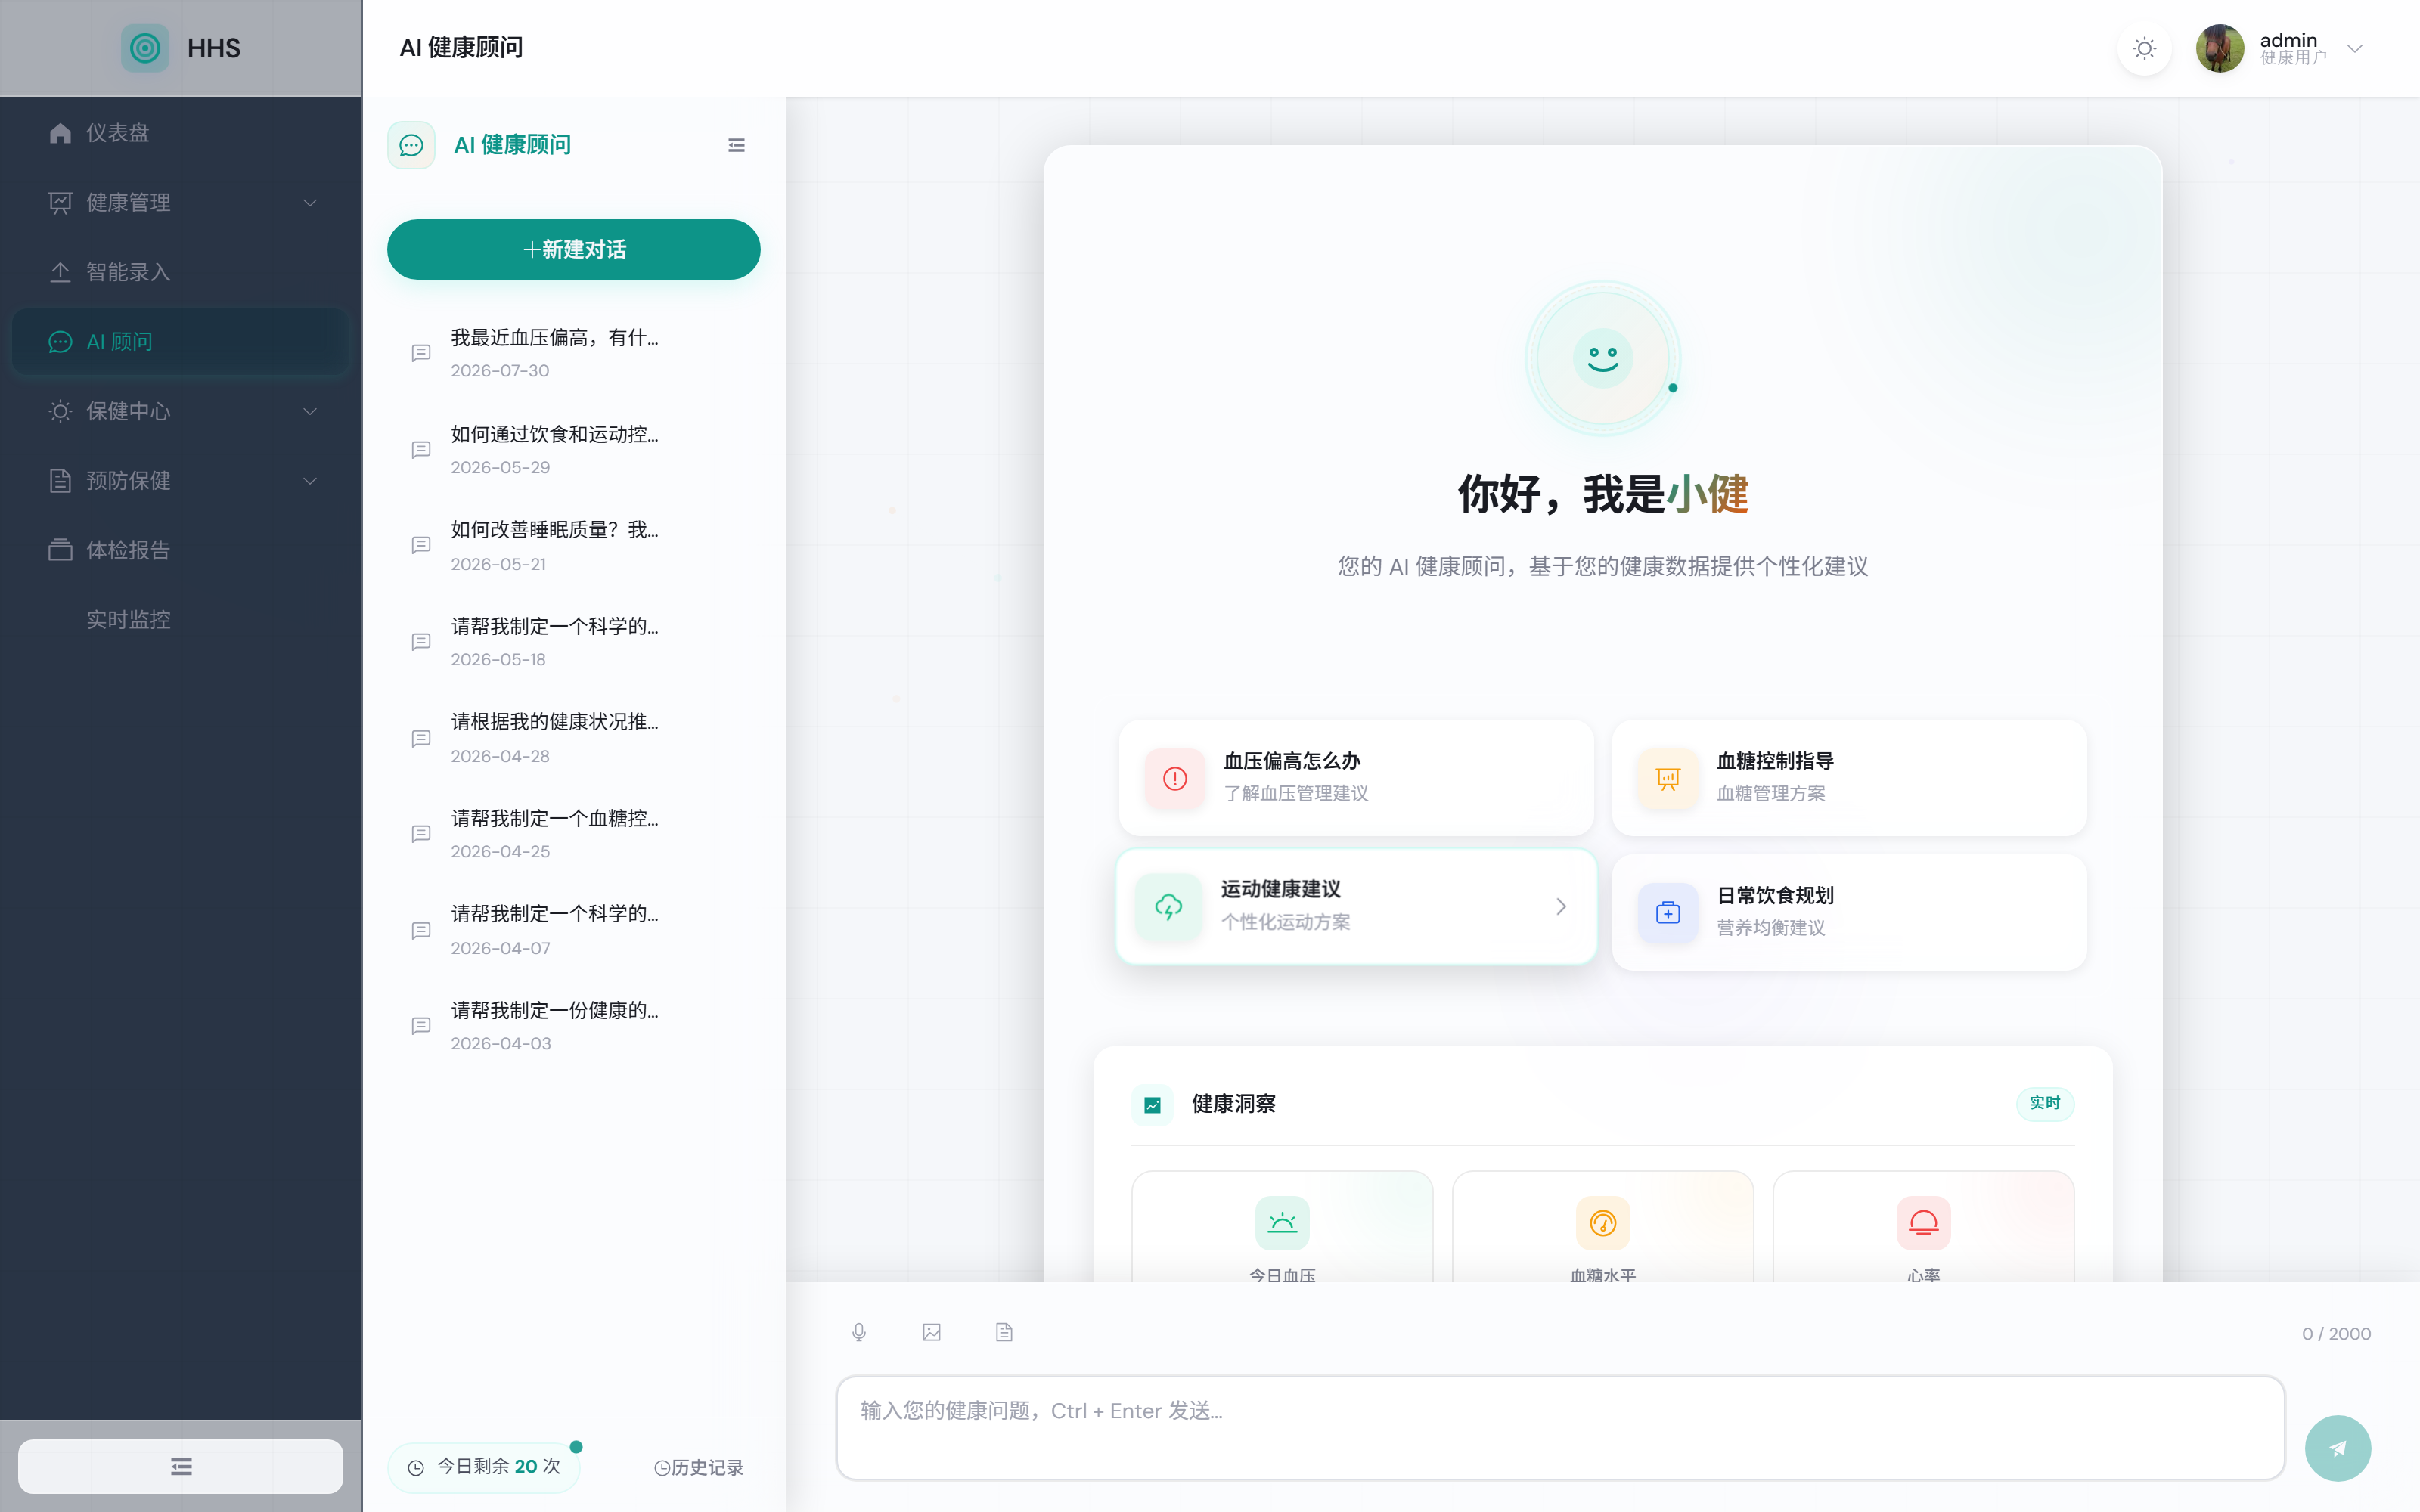 HHS
仪表盘
健康管理
智能录入
AI 顾问
保健中心
预防保健
体检报告
实时监控
AI 健康顾问
admin
健康用户
AI 健康顾问
+新建对话
我最近血压偏高，有什...
2026-07-30
如何通过饮食和运动控...
2026-05-29
如何改善睡眠质量？我...
2026-05-21
请帮我制定一个科学的...
2026-05-18
请根据我的健康状况推...
2026-04-28
请帮我制定一个血糖控...
2026-04-25
请帮我制定一个科学的...
2026-04-07
请帮我制定一份健康的...
2026-04-03
今日剩余 20 次
历史记录
你好，我是小健
您的 AI 健康顾问，基于您的健康数据提供个性化建议
血压偏高怎么办
了解血压管理建议
血糖控制指导
血糖管理方案
运动健康建议
个性化运动方案
日常饮食规划
营养均衡建议
健康洞察
实时
今日血压
血糖水平
心率
0 / 2000
输入您的健康问题，Ctrl + Enter 发送...